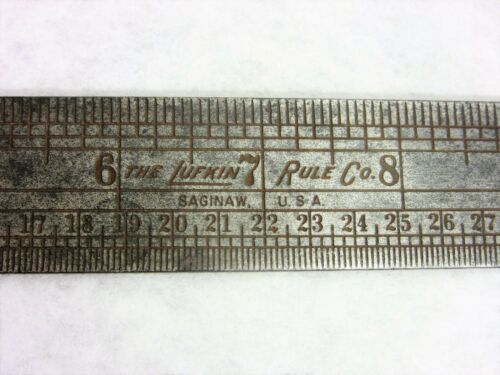 6 THE LUFKIN 7 RULE CO. 8
SAGINAW, U.S.A.
17 18 19 20 21 22 23 24 25 26 27